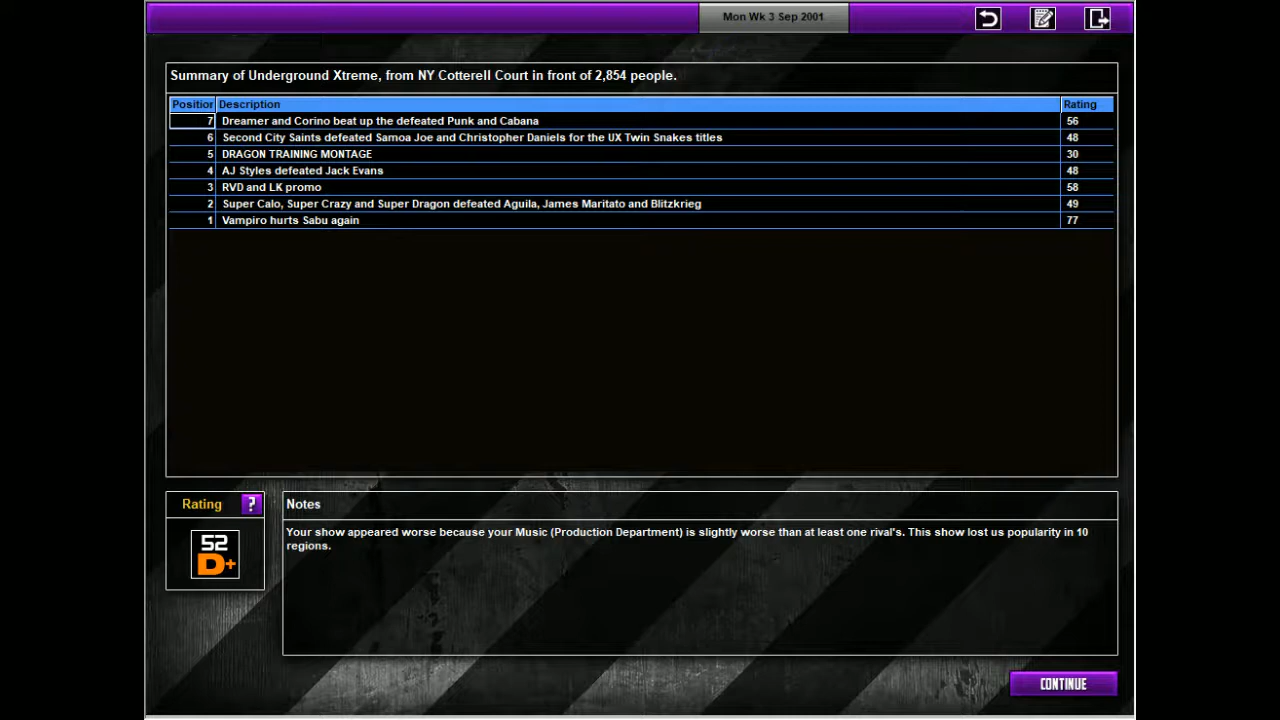 Mon Wk 3 Sep 2001
Summary of Underground Xtreme, from NY Cotterell Court in front of 2,854 people.
Position Description Rating
7 Dreamer and Corino beat up the defeated Punk and Cabana 56
6 Second City Saints defeated Samoa Joe and Christopher Daniels for the UX Twin Snakes titles 48
5 DRAGON TRAINING MONTAGE 30
4 AJ Styles defeated Jack Evans 48
3 RVD and LK promo 58
2 Super Calo, Super Crazy and Super Dragon defeated Aguila, James Maritato and Blitzkrieg 49
1 Vampiro hurts Sabu again 77
Rating ?
52
D+
Notes
Your show appeared worse because your Music (Production Department) is slightly worse than at least one rival's. This show lost us popularity in 10
regions.
CONTINUE